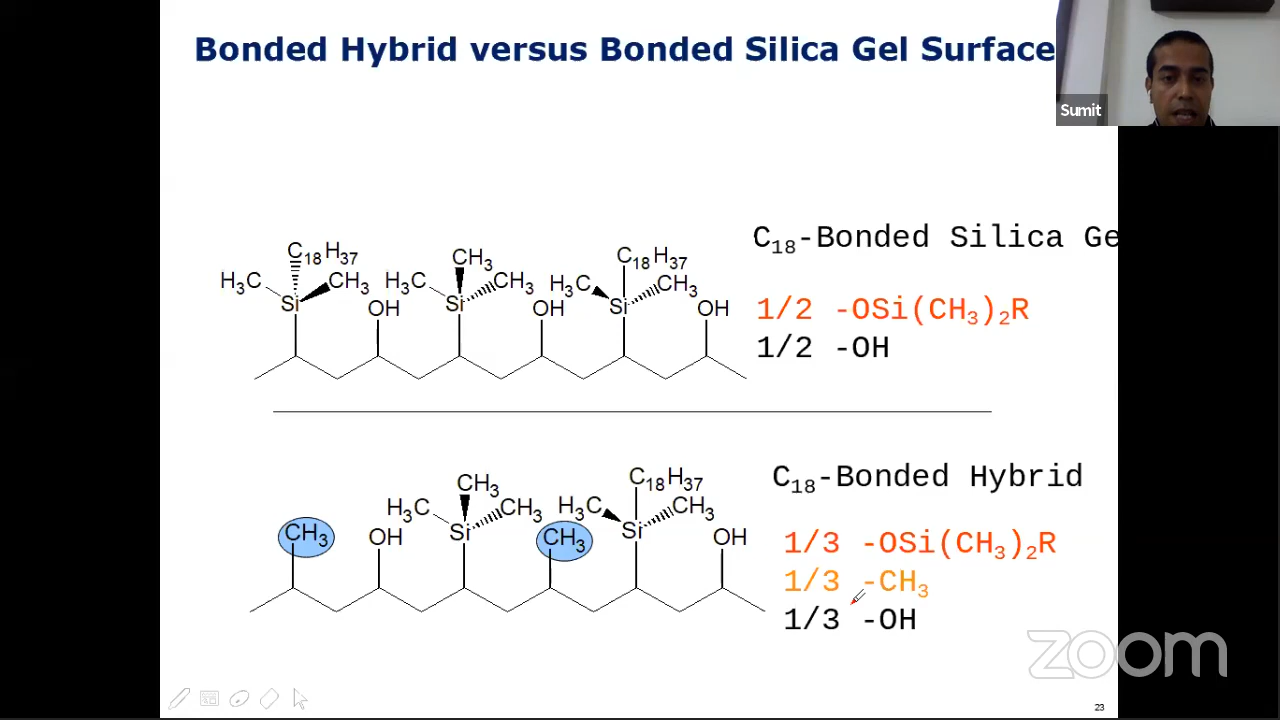 Bonded Hybrid versus Bonded Silica Gel Surface
Sumit
C18-Bonded Silica Ge
C18H37
H3C
CH3
Si
OH
CH3
H3C
CH3
Si
OH
C18H37
H3C
CH3
Si
OH
1/2 -OSi(CH3)2R
1/2 -OH
C18-Bonded Hybrid
CH3
OH
CH3
H3C
CH3
Si
CH3
C18H37
H3C
CH3
Si
OH
1/3 -OSi(CH3)2R
1/3 -CH3
1/3 -OH
zoom
23